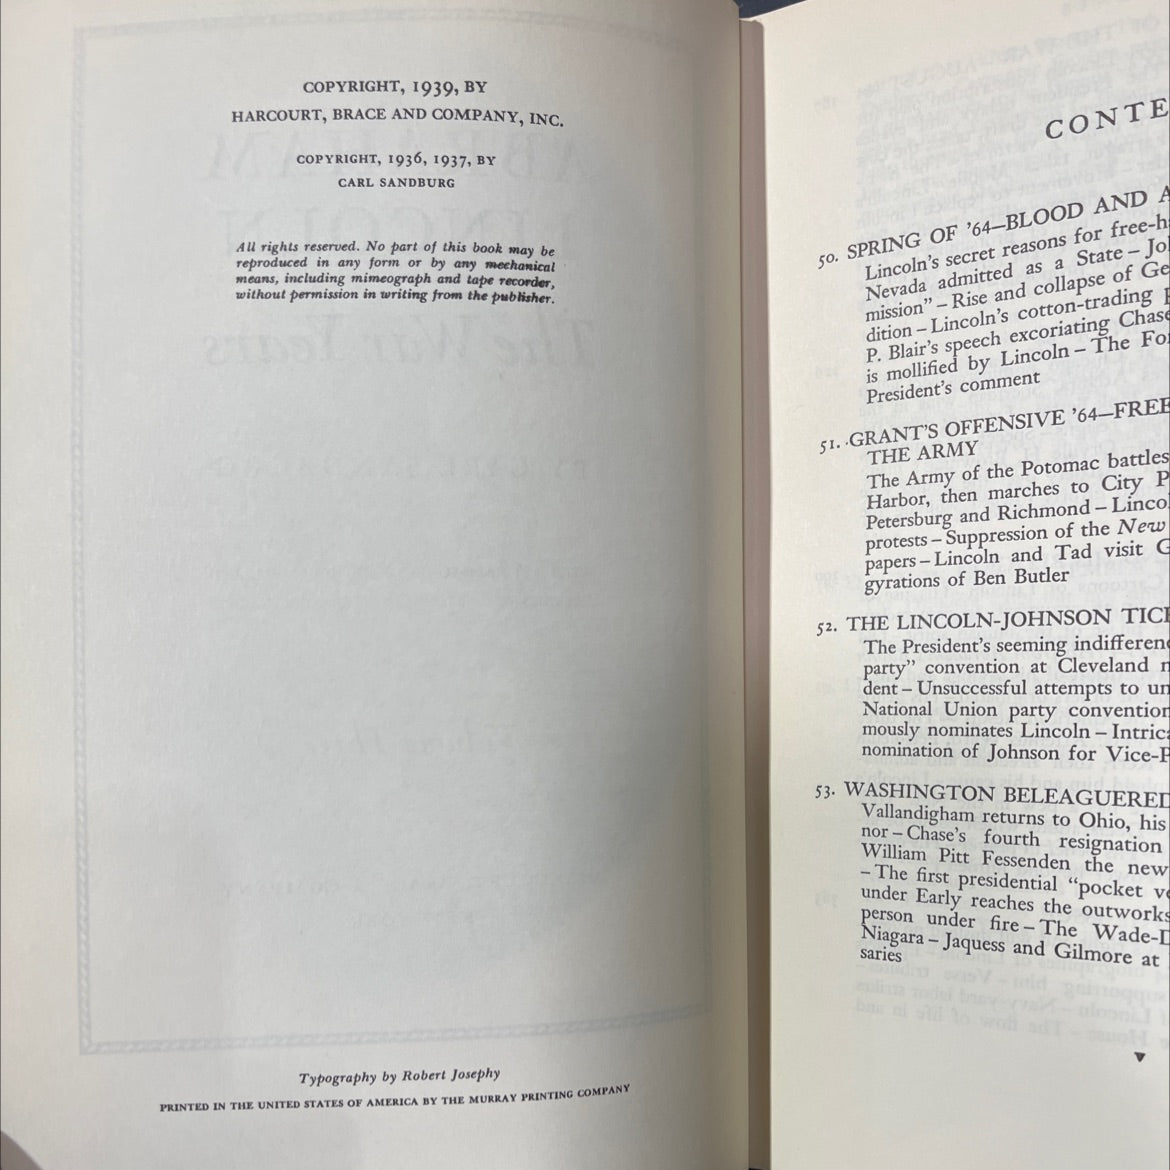 COPYRIGHT, 1939, BY
HARCOURT, BRACE AND COMPANY, INC.
COPYRIGHT, 1936, 1937, BY
CARL SANDBURG
All rights reserved. No part of this book may be
reproduced in any form or by any mechanical
means, including mimeograph and tape recorder,
without permission in writing from the publisher.
Typography by Robert Josephy
PRINTED IN THE UNITED STATES OF AMERICA BY THE MURRAY PRINTING COMPANY
CONTE
50. SPRING OF '64—BLOOD AND A
Lincoln's secret reasons for free-h
Nevada admitted as a State – Jo
mission" – Rise and collapse of Ge
dition – Lincoln's cotton-trading
P. Blair's speech excoriating Chase
is mollified by Lincoln – The Fo
President's comment
51. GRANT'S OFFENSIVE '64—FREE
THE ARMY
The Army of the Potomac battles
Harbor, then marches to City P
Petersburg and Richmond – Linco
protests – Suppression of the New
papers – Lincoln and Tad visit G
gyrations of Ben Butler
52. THE LINCOLN-JOHNSON TICK
The President's seeming indifferenc
party" convention at Cleveland n
dent – Unsuccessful attempts to un
National Union party convention
mously nominates Lincoln – Intrica
nomination of Johnson for Vice-P
53. WASHINGTON BELEAGUERED
Vallandigham returns to Ohio, his
nor – Chase's fourth resignation
William Pitt Fessenden the new
– The first presidential "pocket ve
under Early reaches the outworks
person under fire – The Wade-D
Niagara – Jaquess and Gilmore at
saries